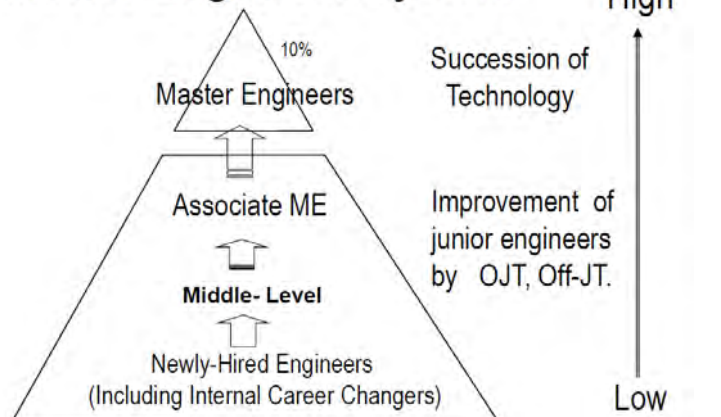 High
10%
Master Engineers
Succession of
Technology
Associate ME
Improvement of
junior engineers
by OJT, Off-JT.
Middle- Level
Newly-Hired Engineers
(Including Internal Career Changers)
Low